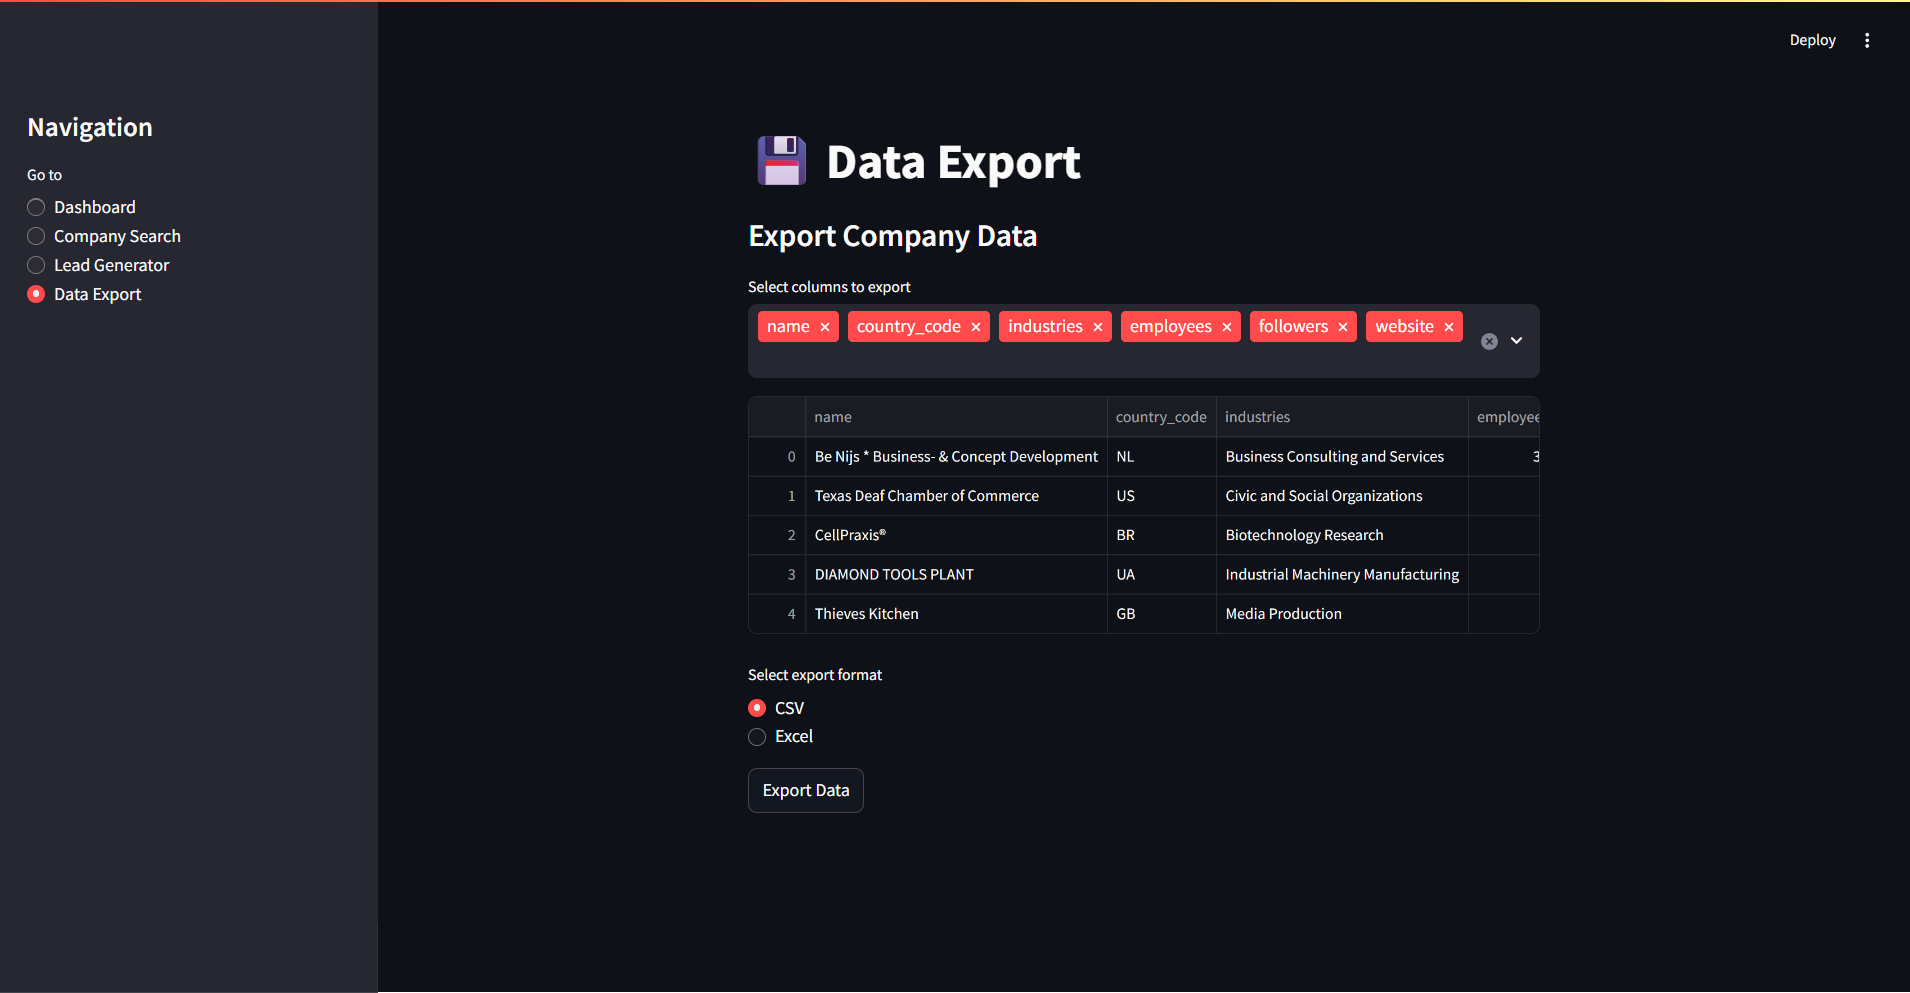 Deploy
Navigation
Go to
Dashboard
Company Search
Lead Generator
Data Export
Data Export
Export Company Data
Select columns to export
name × country_code × industries × employees × followers × website ×
name country_code industries employee
0 Be Nijs * Business- & Concept Development NL Business Consulting and Services 3
1 Texas Deaf Chamber of Commerce US Civic and Social Organizations
2 CellPraxis® BR Biotechnology Research
3 DIAMOND TOOLS PLANT UA Industrial Machinery Manufacturing
4 Thieves Kitchen GB Media Production
Select export format
CSV
Excel
Export Data